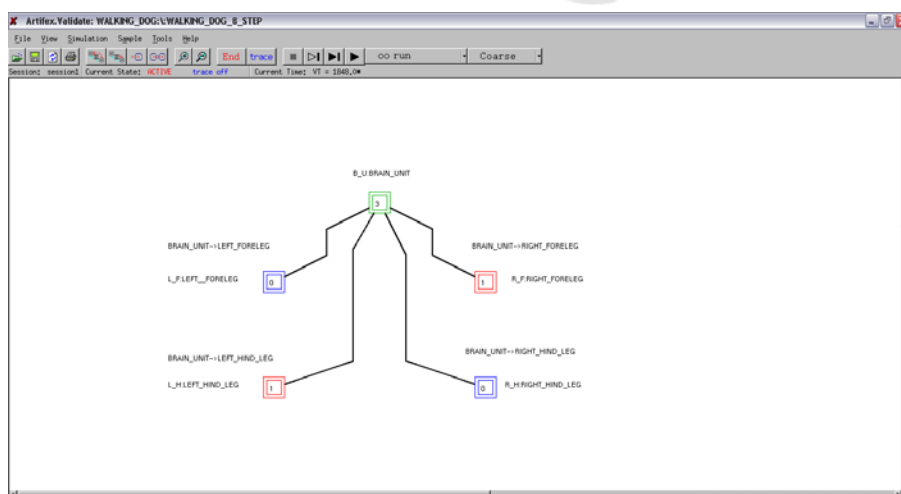 Artifex.Validate: WALKING_DOG:\:WALKING_DOG_8_STEP
File View Simulation Sample Tools Help
End trace ∞ run Coarse
Session: session1 Current State: ACTIVE trace off Current Time: VT = 1848,0*
B_U:BRAIN_UNIT
3
BRAIN_UNIT->LEFT_FORELEG BRAIN_UNIT->RIGHT_FORELEG
L_F:LEFT__FORELEG 0 1 R_F:RIGHT_FORELEG
BRAIN_UNIT->LEFT_HIND_LEG BRAIN_UNIT->RIGHT_HIND_LEG
L_H:LEFT_HIND_LEG 1 0 R_H:RIGHT_HIND_LEG